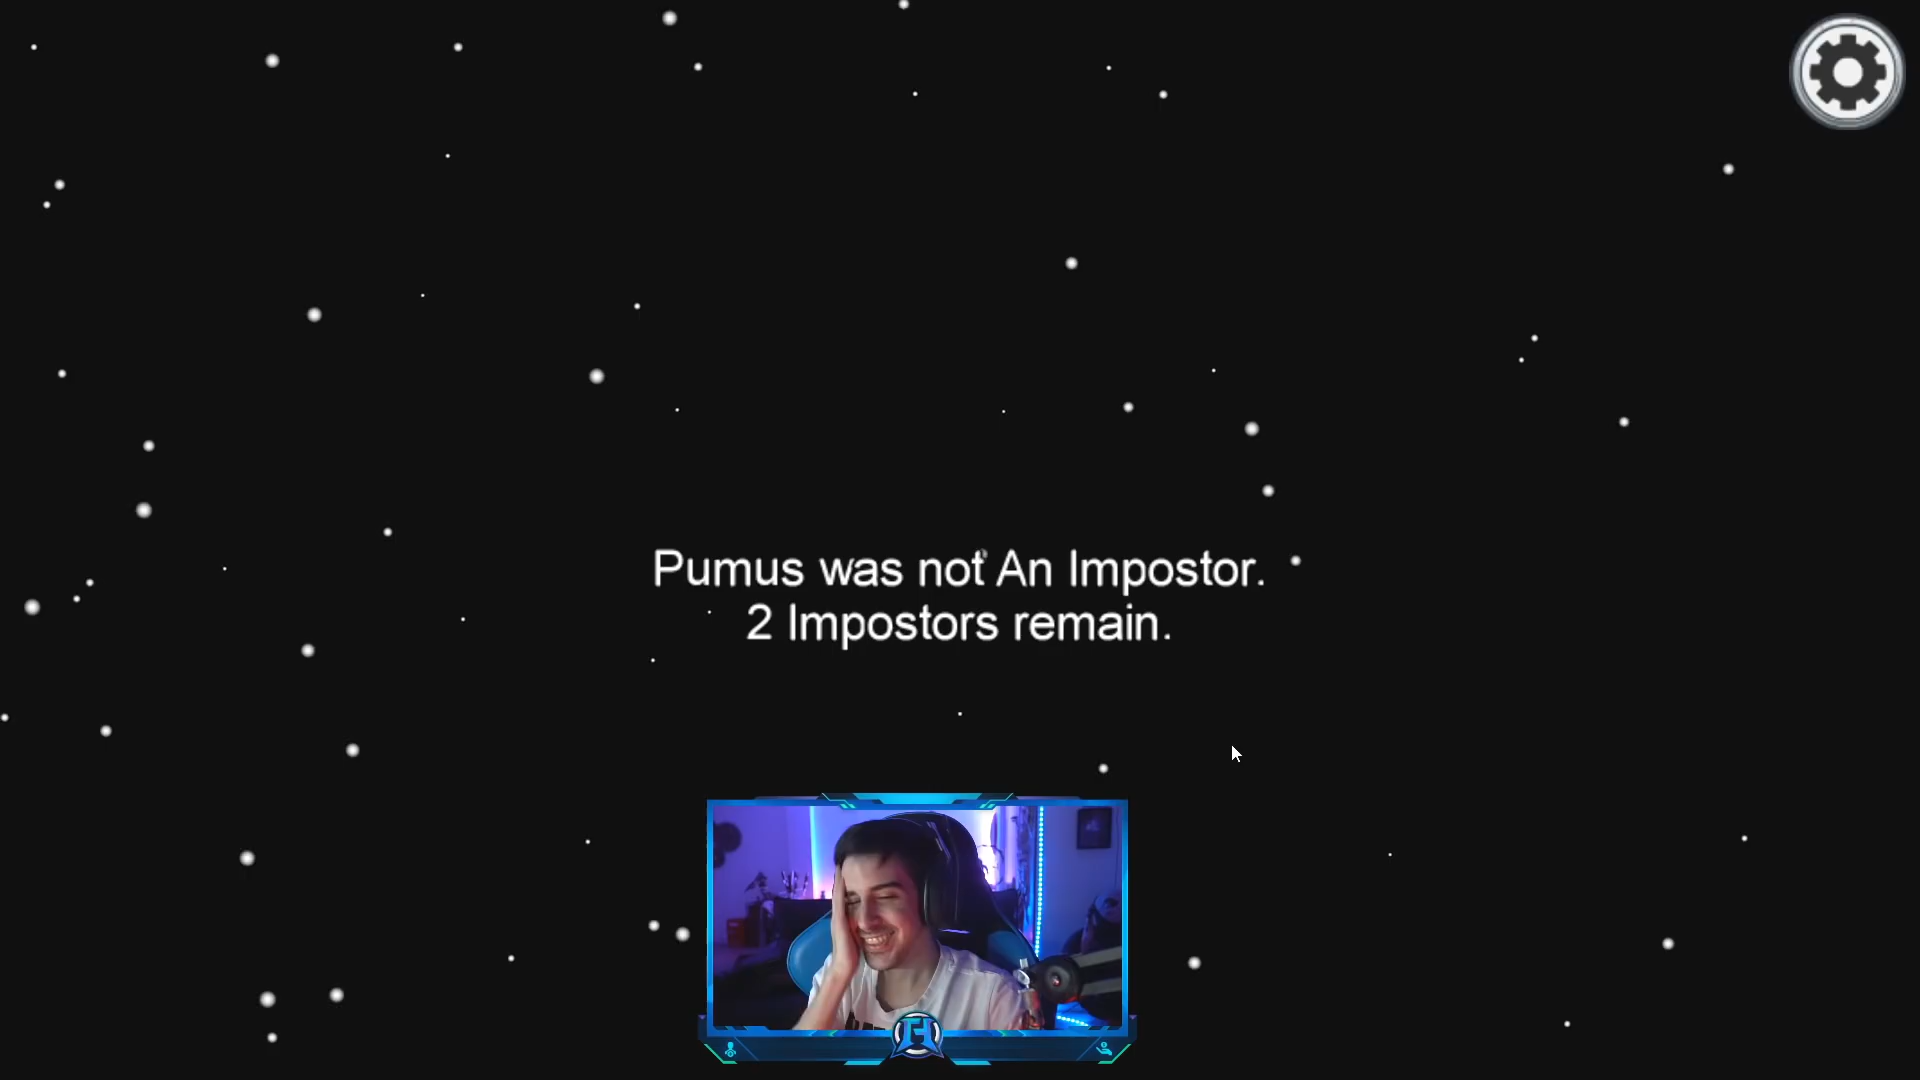 Pumus was not An Impostor.
2 Impostors remain.